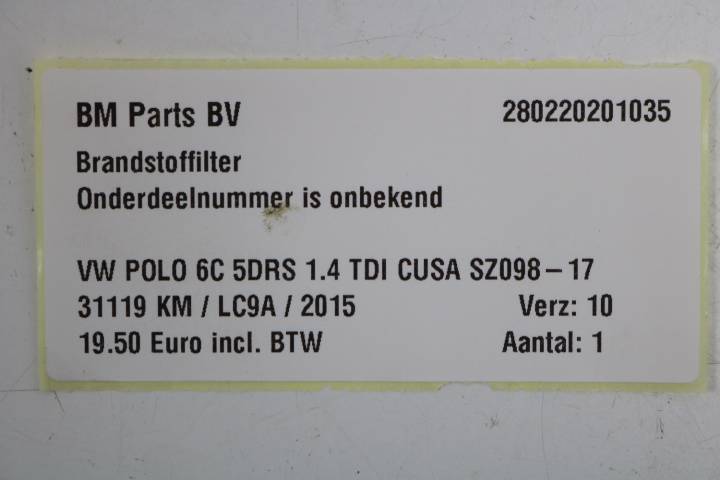 BM Parts BV 280220201035
Brandstoffilter
Onderdeelnummer is onbekend
VW POLO 6C 5DRS 1.4 TDI CUSA SZ098-17
31119 KM / LC9A / 2015 Verz: 10
19.50 Euro incl. BTW Aantal: 1